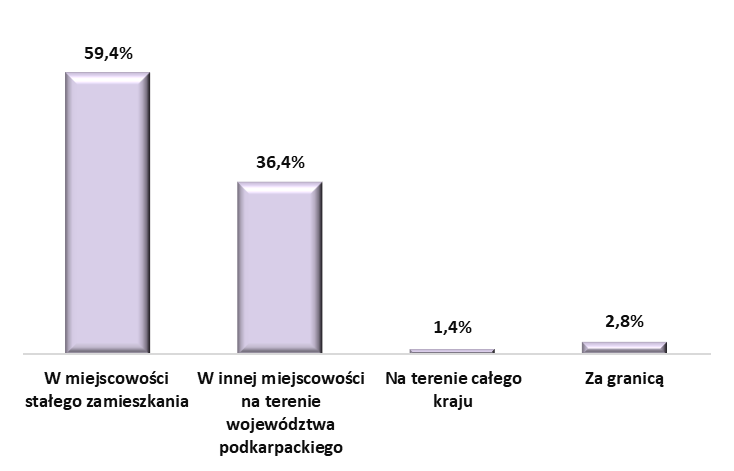 59,4%
36,4%
1,4%
2,8%
W miejscowości
stałego zamieszkania
W innej miejscowości
na terenie
województwa
podkarpackiego
Na terenie całego
kraju
Za granicą